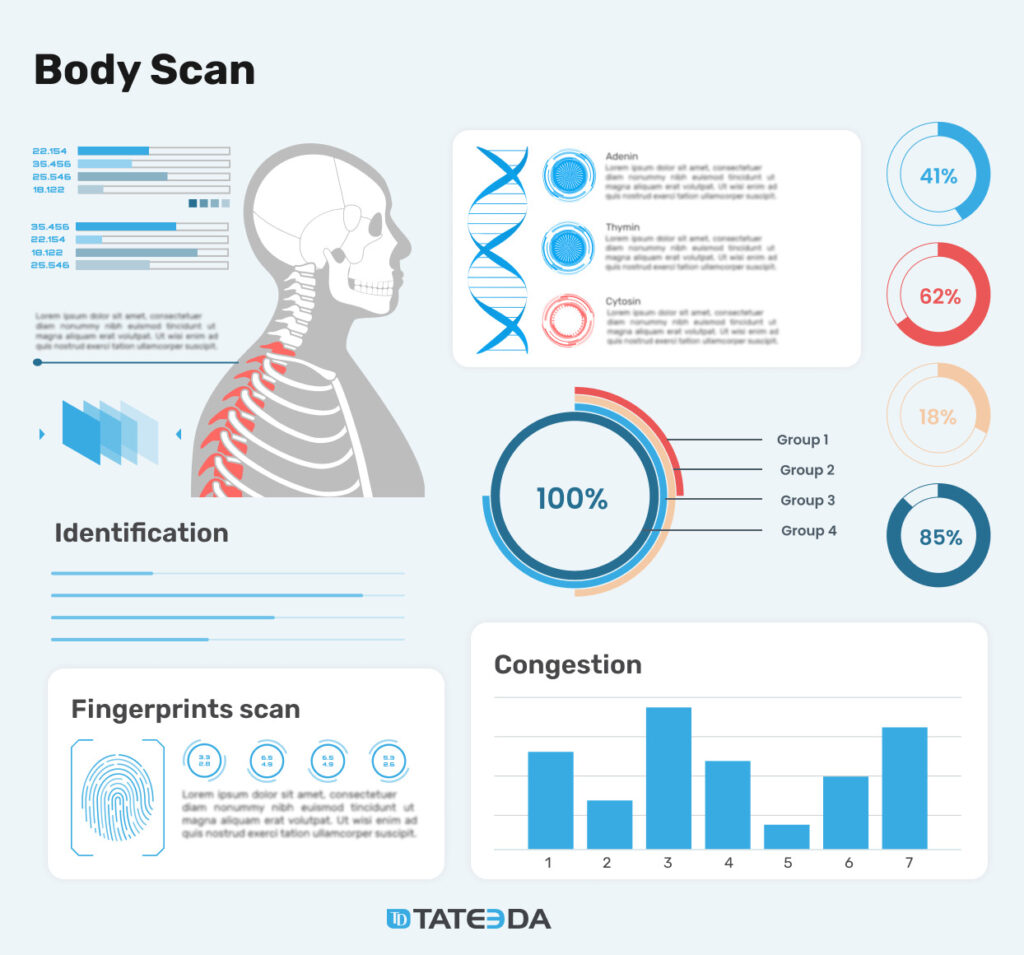 Body Scan
22.154
35.456
25.546
18.122
35.456
22.154
18.122
25.546
Lorem ipsum dolor sit amet, consectetuer
diam nonummy nibh euismod tincidunt ut
magna aliquam erat volutpat. Ut wisi enim ad
quis nostrud exerci tation ullamcorper suscipit.
Identification
Fingerprints scan
3.3
2.8
6.5
4.9
6.5
4.9
5.3
2.6
Lorem ipsum dolor sit amet, consectetuer
diam nonummy nibh euismod tincidunt ut
magna aliquam erat volutpat. Ut wisi enim ad
quis nostrud exerci tation ullamcorper suscipit.
Adenin
Lorem ipsum dolor sit amet, consectetuer
diam nonummy nibh euismod tincidunt ut
magna aliquam erat volutpat. Ut wisi enim ad
quis nostrud exerci tation ullamcorper suscipit.
Thymin
Lorem ipsum dolor sit amet, consectetuer
diam nonummy nibh euismod tincidunt ut
magna aliquam erat volutpat. Ut wisi enim ad
quis nostrud exerci tation ullamcorper suscipit.
Cytosin
Lorem ipsum dolor sit amet, consectetuer
diam nonummy nibh euismod tincidunt ut
magna aliquam erat volutpat. Ut wisi enim ad
quis nostrud exerci tation ullamcorper suscipit.
41%
62%
18%
85%
100%
Group 1
Group 2
Group 3
Group 4
Congestion
1 2 3 4 5 6 7
TATEEDA